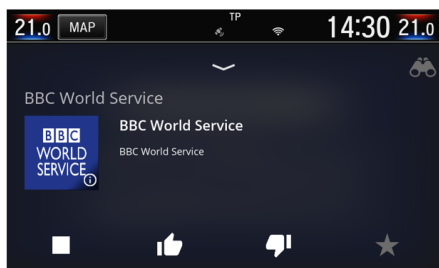 21.0 MAP TP 14:30 21.0
BBC World Service
BBC
WORLD
SERVICE
BBC World Service
BBC World Service